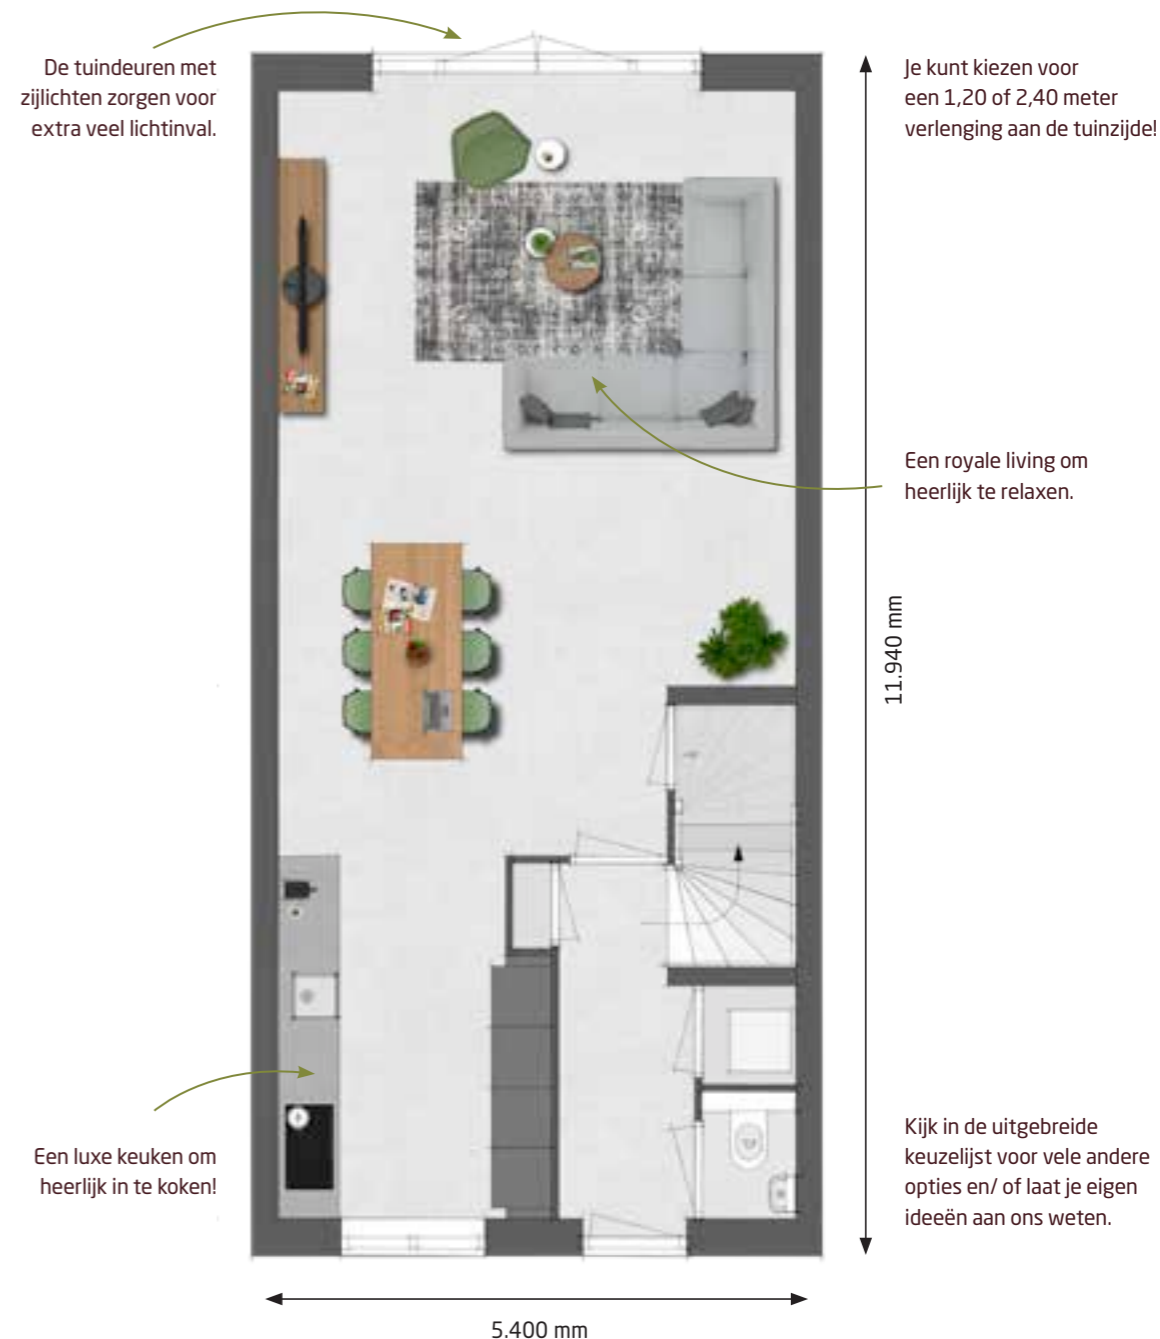 De tuindeuren met
zijlichten zorgen voor
extra veel lichtinval.
Je kunt kiezen voor
een 1,20 of 2,40 meter
verlenging aan de tuinzijde!
Een royale living om
heerlijk te relaxen.
11.940 mm
Een luxe keuken om
heerlijk in te koken!
Kijk in de uitgebreide
keuzelijst voor vele andere
opties en/ of laat je eigen
ideeën aan ons weten.
5.400 mm